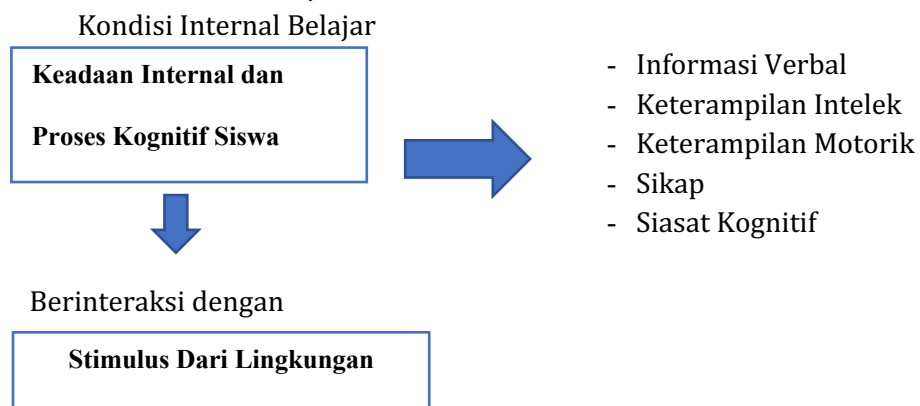 Kondisi Internal Belajar
Keadaan Internal dan
Proses Kognitif Siswa
- Informasi Verbal
- Keterampilan Intelek
- Keterampilan Motorik
- Sikap
- Siasat Kognitif
Berinteraksi dengan
Stimulus Dari Lingkungan